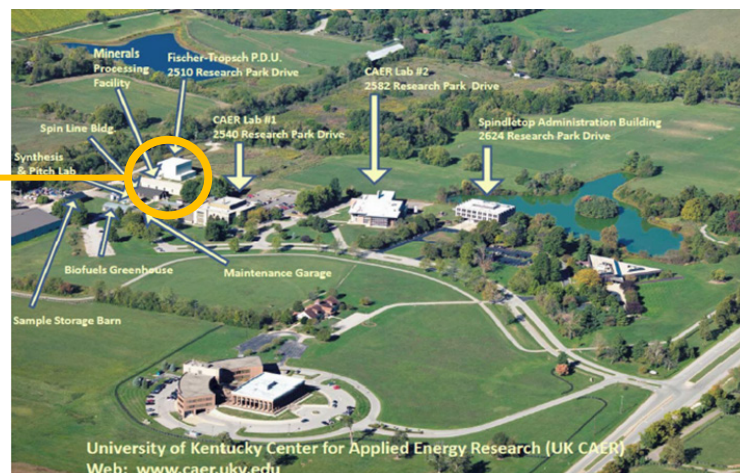 Minerals
Processing
Facility
Fischer-Tropsch P.D.U.
2510 Research Park Drive
CAER Lab #2
2582 Research Park Drive
Spin Line Bldg.
CAER Lab #1
2540 Research Park Drive
Spindletop Administration Building
2624 Research Park Drive
Synthesis
& Pitch Lab
Biofuels Greenhouse
Maintenance Garage
Sample Storage Barn
University of Kentucky Center for Applied Energy Research (UK CAER)
Web: www.caer.uky.edu